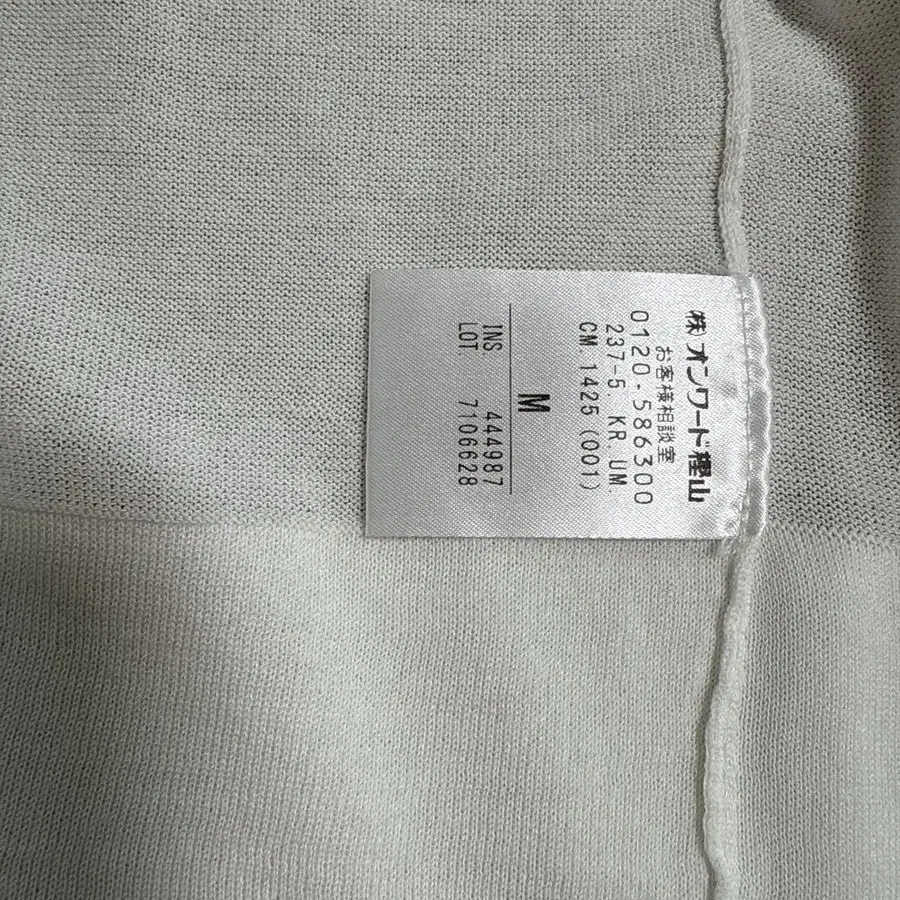 ㈱オンワード樫山
お客様相談室
0120-586300
237-5. KR.UM.
CM.1425(001)
M
INS 444987
LOT. 7106628